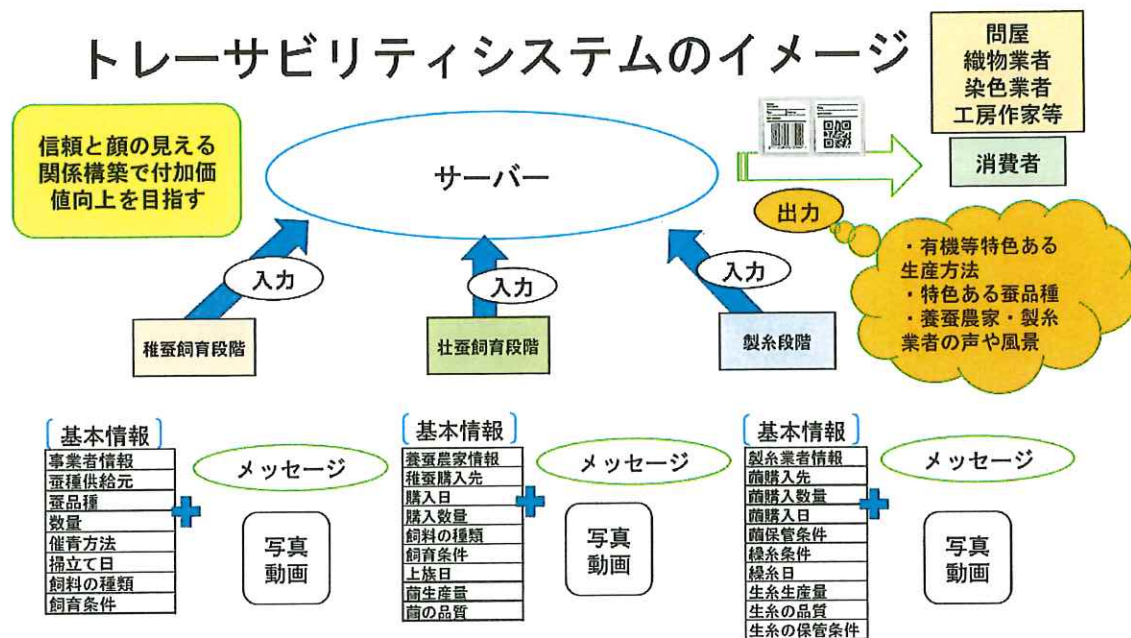 トレーサビリティシステムのイメージ
問屋
織物業者
染色業者
工房作家等
消費者
信頼と顔の見える
関係構築で付加価
値向上を目指す
サーバー
出力
・有機等特色ある
生産方法
・特色ある蚕品種
・養蚕農家・製糸
業者の声や風景
入力
入力
入力
稚蚕飼育段階
壮蚕飼育段階
製糸段階
基本情報
事業者情報
蚕種供給元
蚕品種
数量
催青方法
掃立て日
飼料の種類
飼育条件
メッセージ
写真
動画
基本情報
養蚕農家情報
稚蚕購入先
購入日
購入数量
飼料の種類
飼育条件
上族日
繭生産量
繭の品質
メッセージ
写真
動画
基本情報
製糸業者情報
繭購入先
繭購入数量
繭購入日
繭保管条件
繰糸条件
繰糸日
生糸生産量
生糸の品質
生糸の保管条件
メッセージ
写真
動画